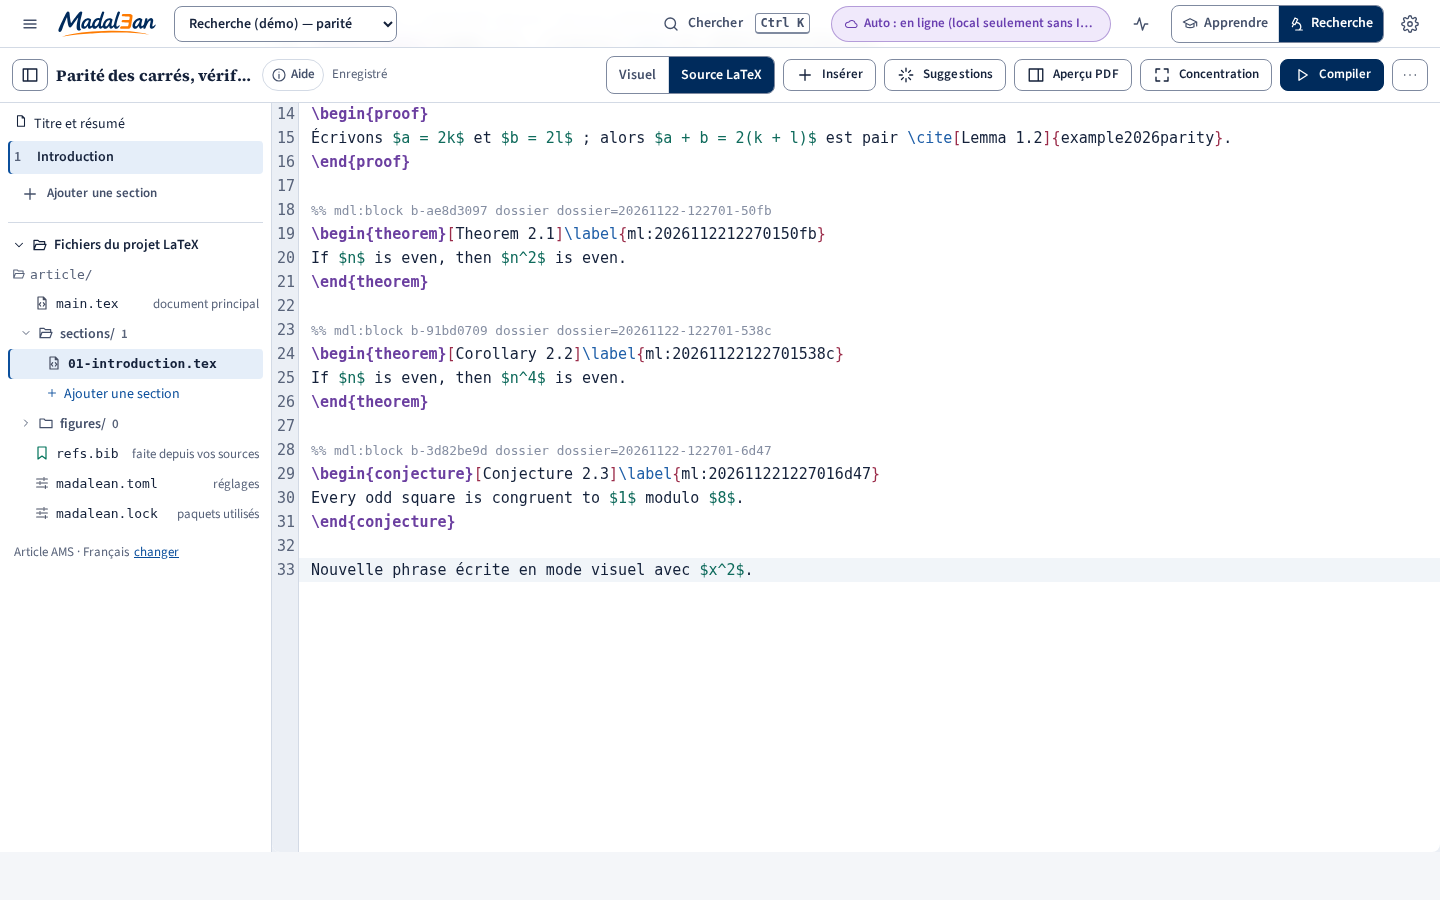 Madalean
Recherche (démo) — parité
Chercher Ctrl K
Auto : en ligne (local seulement sans I…
Apprendre
Recherche
Parité des carrés, vérif…
Aide
Enregistré
Visuel
Source LaTeX
Insérer
Suggestions
Aperçu PDF
Concentration
Compiler
···
Titre et résumé
1 Introduction
Ajouter une section
Fichiers du projet LaTeX
article/
main.tex document principal
sections/ 1
01-introduction.tex
+ Ajouter une section
figures/ 0
refs.bib faite depuis vos sources
madalean.toml réglages
madalean.lock paquets utilisés
Article AMS · Français changer
14 \begin{proof}
15 Écrivons $a = 2k$ et $b = 2l$ ; alors $a + b = 2(k + l)$ est pair \cite[Lemma 1.2]{example2026parity}.
16 \end{proof}
17
18 %% mdl:block b-ae8d3097 dossier dossier=20261122-122701-50fb
19 \begin{theorem}[Theorem 2.1]\label{ml:2026112212270150fb}
20 If $n$ is even, then $n^2$ is even.
21 \end{theorem}
22
23 %% mdl:block b-91bd0709 dossier dossier=20261122-122701-538c
24 \begin{theorem}[Corollary 2.2]\label{ml:20261122122701538c}
25 If $n$ is even, then $n^4$ is even.
26 \end{theorem}
27
28 %% mdl:block b-3d82be9d dossier dossier=20261122-122701-6d47
29 \begin{conjecture}[Conjecture 2.3]\label{ml:202611221227016d47}
30 Every odd square is congruent to $1$ modulo $8$.
31 \end{conjecture}
32
33 Nouvelle phrase écrite en mode visuel avec $x^2$.